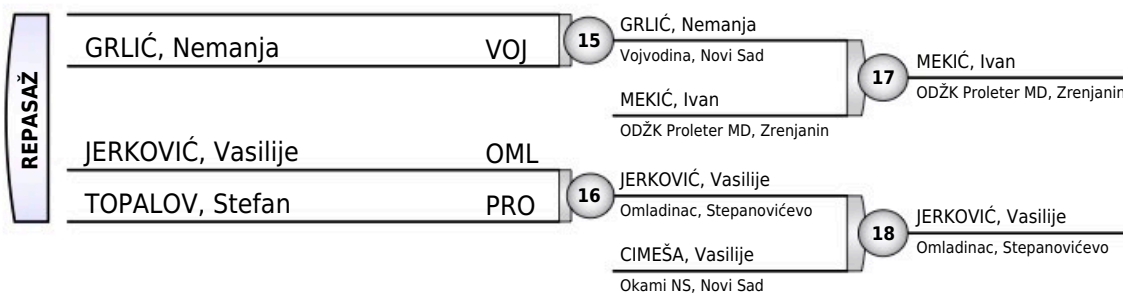 REPASAŽ
GRLIĆ, Nemanja VOJ
JERKOVIĆ, Vasilije OML
TOPALOV, Stefan PRO
15
16
GRLIĆ, Nemanja
Vojvodina, Novi Sad
MEKIĆ, Ivan
ODŽK Proleter MD, Zrenjanin
JERKOVIĆ, Vasilije
Omladinac, Stepanovićevo
CIMEŠA, Vasilije
Okami NS, Novi Sad
17
18
MEKIĆ, Ivan
ODŽK Proleter MD, Zrenjanin
JERKOVIĆ, Vasilije
Omladinac, Stepanovićevo